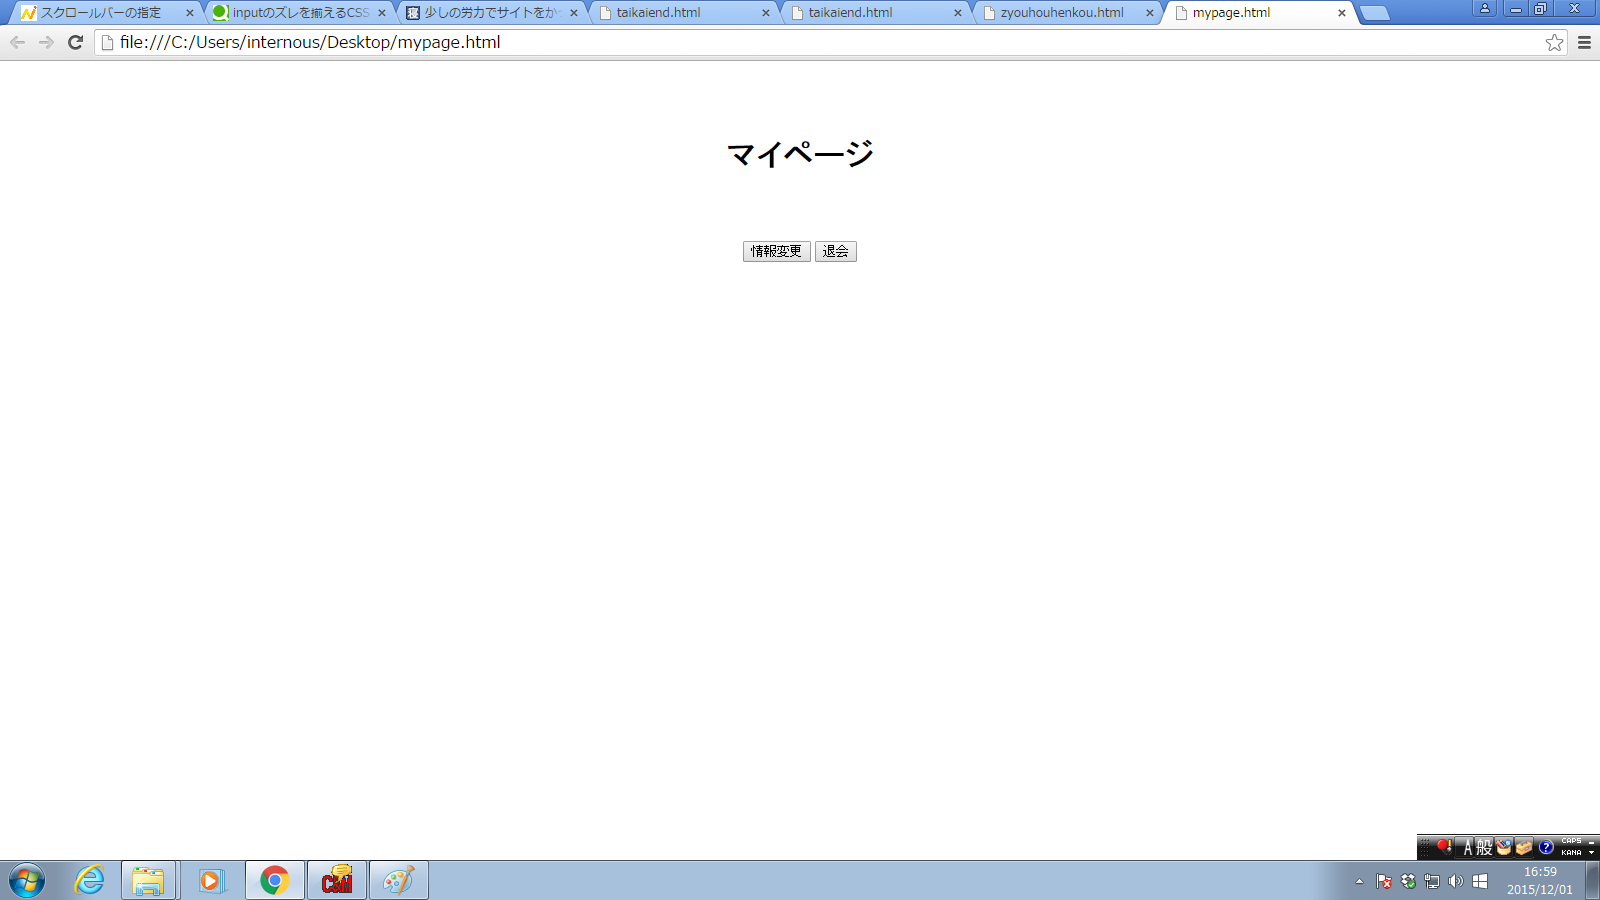 スクロールバーの指定
inputのズレを揃えるCSS
少しの労力でサイトをか
taikaiend.html
taikaiend.html
zyouhouhenkou.html
mypage.html
file:///C:/Users/internous/Desktop/mypage.html
マイページ
情報変更 退会
A 般
CAPS
KANA
CSM
16:59
2015/12/01